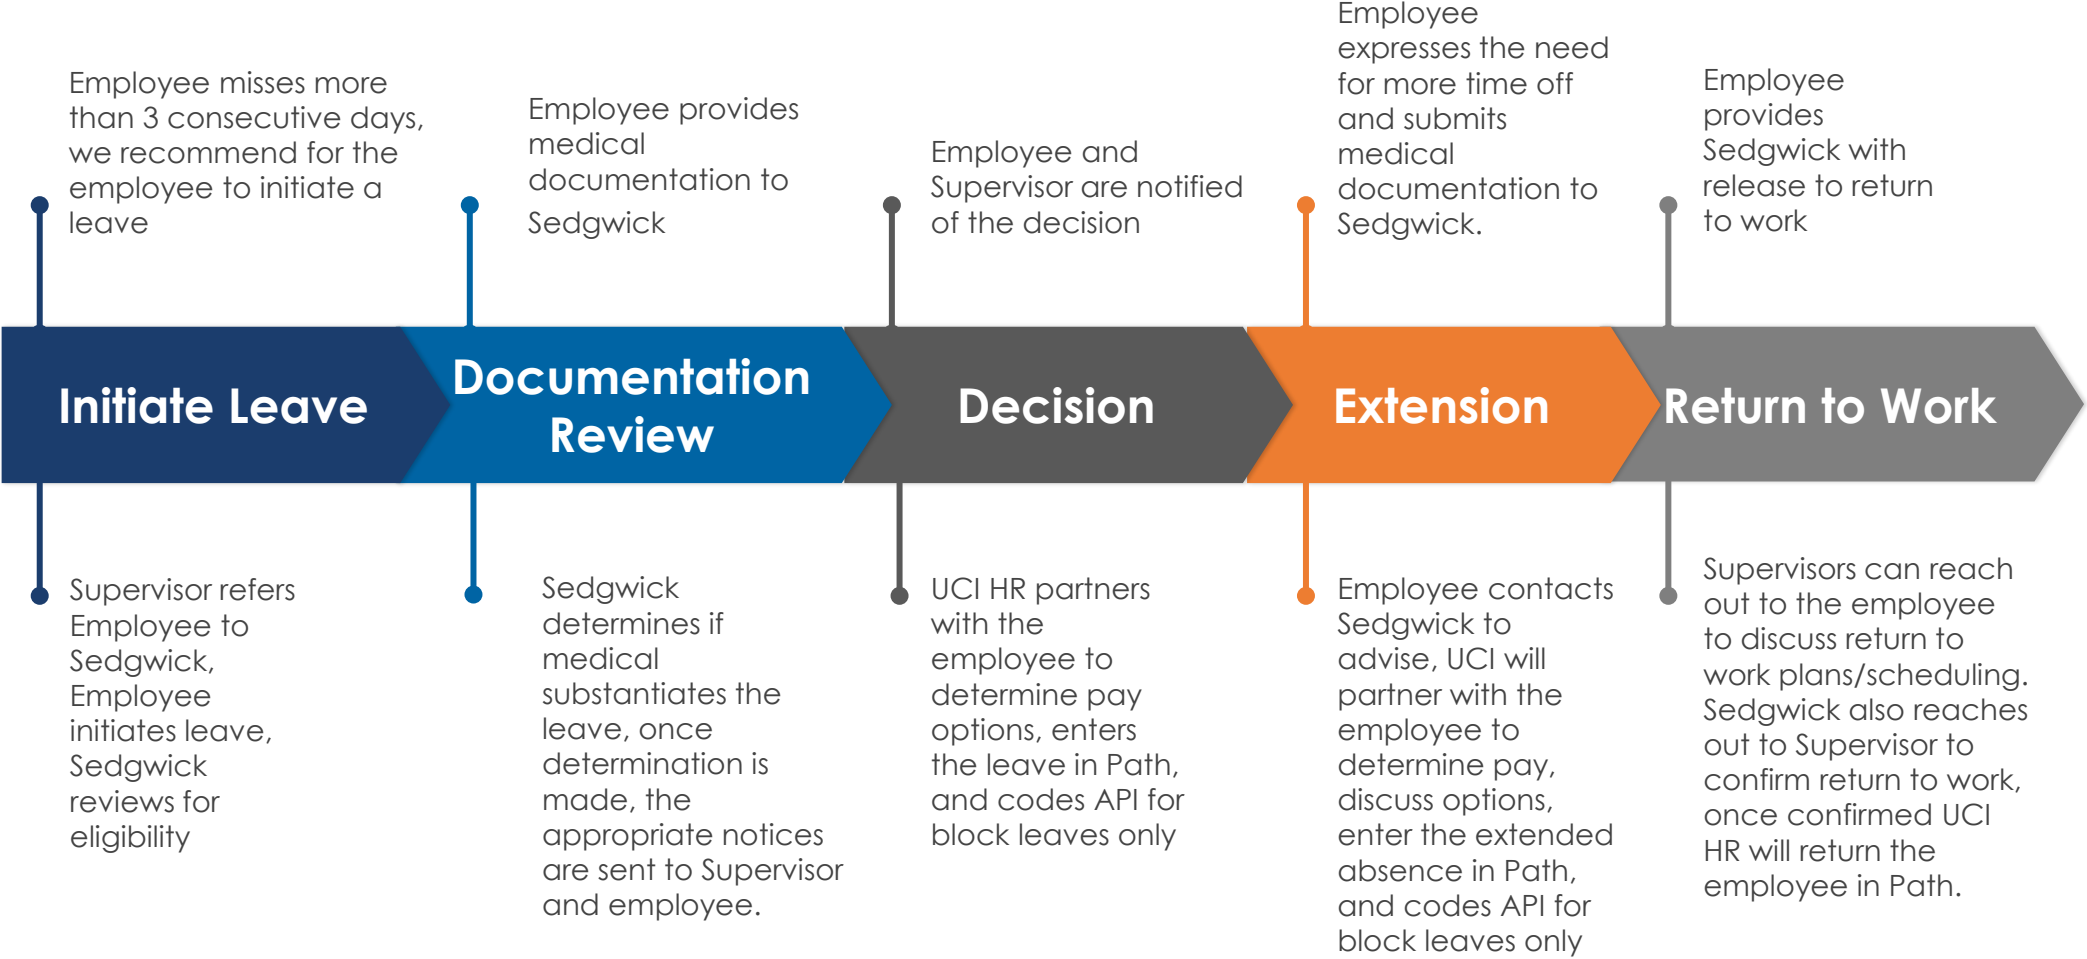 Employee misses more
than 3 consecutive days,
we recommend for the
employee to initiate a
leave
Employee provides
medical
documentation to
Sedgwick
Employee and
Supervisor are notified
of the decision
Employee
expresses the need
for more time off
and submits
medical
documentation to
Sedgwick.
Employee
provides
Sedgwick with
release to return
to work
Initiate Leave
Documentation
Review
Decision
Extension
Return to Work
Supervisor refers
Employee to
Sedgwick,
Employee
initiates leave,
Sedgwick
reviews for
eligibility
Sedgwick
determines if
medical
substantiates the
leave, once
determination is
made, the
appropriate notices
are sent to Supervisor
and employee.
UCI HR partners
with the
employee to
determine pay
options, enters
the leave in Path,
and codes API for
block leaves only
Employee contacts
Sedgwick to
advise, UCI will
partner with the
employee to
determine pay,
discuss options,
enter the extended
absence in Path,
and codes API for
block leaves only
Supervisors can reach
out to the employee
to discuss return to
work plans/scheduling.
Sedgwick also reaches
out to Supervisor to
confirm return to work,
once confirmed UCI
HR will return the
employee in Path.